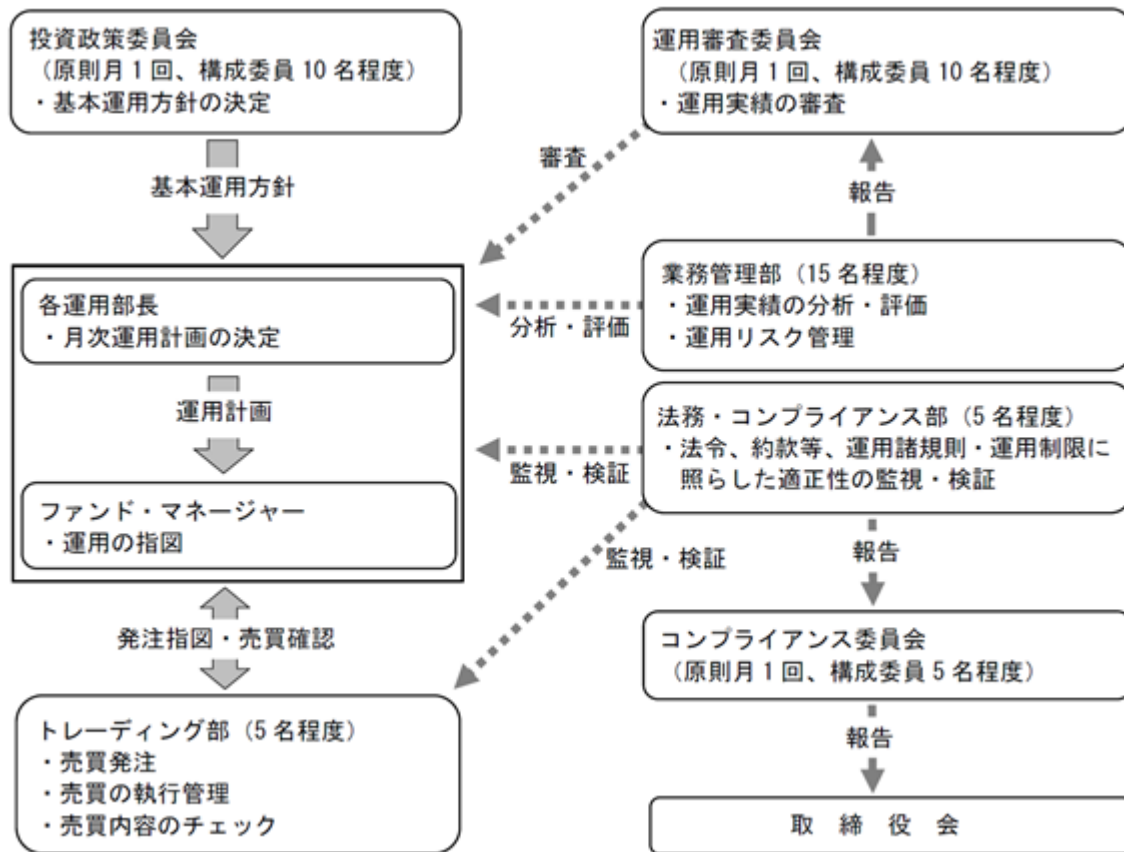 投資政策委員会
（原則月1回、構成委員10名程度）
・基本運用方針の決定
基本運用方針
各運用部長
・月次運用計画の決定
運用計画
ファンド・マネージャー
・運用の指図
発注指図・売買確認
トレーディング部（5名程度）
・売買発注
・売買の執行管理
・売買内容のチェック
運用審査委員会
（原則月1回、構成委員10名程度）
・運用実績の審査
審査
報告
業務管理部（15名程度）
・運用実績の分析・評価
・運用リスク管理
分析・評価
法務・コンプライアンス部（5名程度）
・法令、約款等、運用諸規則・運用制限に
照らした適正性の監視・検証
監視・検証
監視・検証
報告
コンプライアンス委員会
（原則月1回、構成委員5名程度）
報告
取 締 役 会